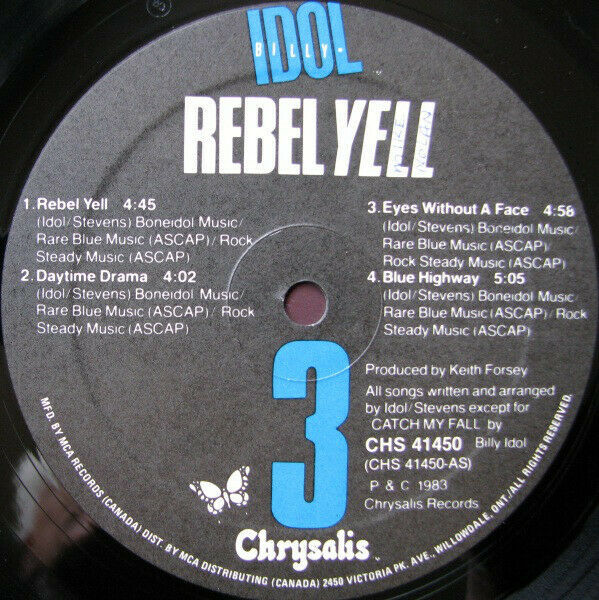 IDOL
BILLY
REBEL YELL
1. Rebel Yell 4:45
(Idol/Stevens) Boneidol Music/
Rare Blue Music (ASCAP)/ Rock
Steady Music (ASCAP)
2. Daytime Drama 4:02
(Idol/Stevens) Boneidol Music/
Rare Blue Music (ASCAP)/ Rock
Steady Music (ASCAP)
3. Eyes Without A Face 4:58
(Idol/Stevens) Boneidol Music/
Rare Blue Music (ASCAP)/
Rock Steady Music (ASCAP)
4. Blue Highway 5:05
(Idol/Stevens) Boneidol Music/
Rare Blue Music (ASCAP)/Rock
Steady Music (ASCAP)
3
Produced by Keith Forsey
All songs written and arranged
by Idol/Stevens except for
CATCH MY FALL by
CHS 41450 Billy Idol
(CHS 41450-AS)
P & C 1983
Chrysalis Records
Chrysalis
MFD. BY MCA RECORDS (CANADA) DIST. BY MCA DISTRIBUTING (CANADA) 2450 VICTORIA PK. AVE., WILLOWDALE, ONT./ALL RIGHTS RESERVED.